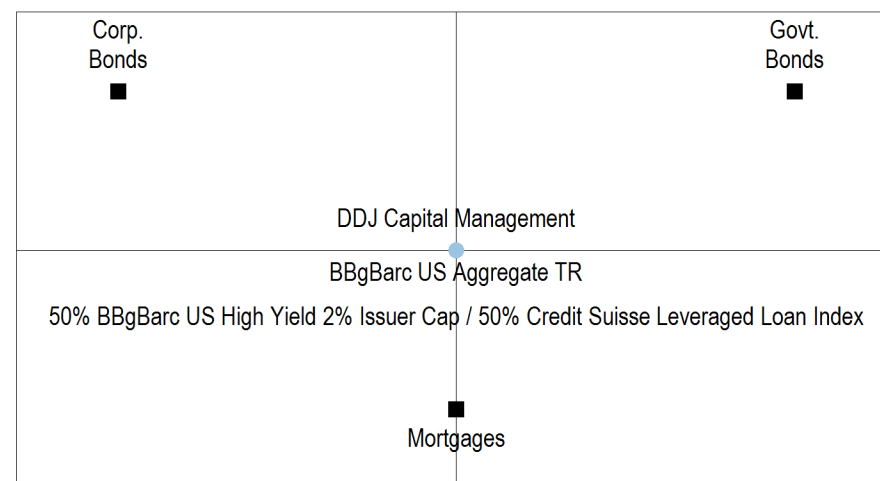 Corp.
Bonds
Govt.
Bonds
DDJ Capital Management
BBgBarc US Aggregate TR
50% BBgBarc US High Yield 2% Issuer Cap / 50% Credit Suisse Leveraged Loan Index
Mortgages